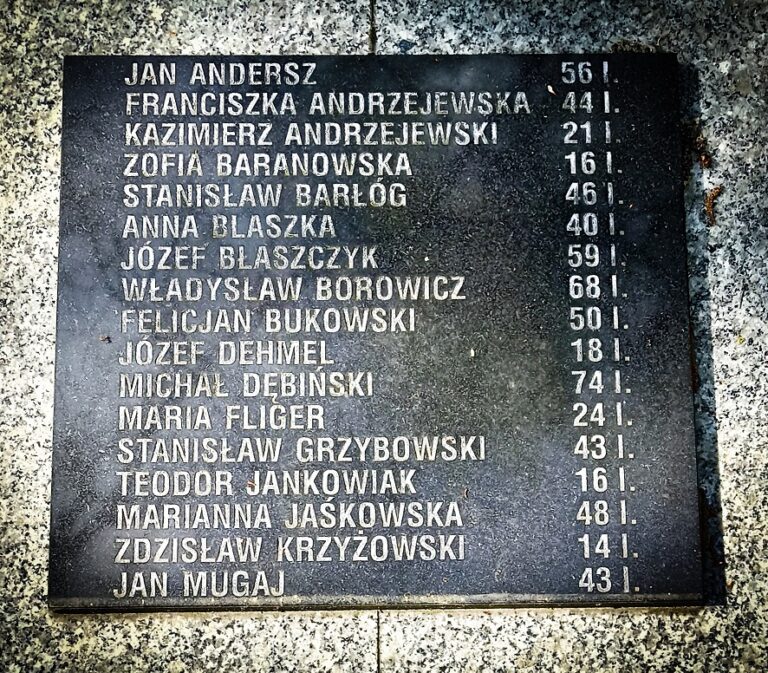 JAN ANDERSZ 56 l.
FRANCISZKA ANDRZEJEWSKA 44 l.
KAZIMIERZ ANDRZEJEWSKI 21 l.
ZOFIA BARANOWSKA 16 l.
STANISŁAW BARŁÓG 46 l.
ANNA BLASZKA 40 l.
JÓZEF BLASZCZYK 59 l.
WŁADYSŁAW BOROWICZ 68 l.
FELICJAN BUKOWSKI 50 l.
JÓZEF DEHMEL 18 l.
MICHAŁ DĘBIŃSKI 74 l.
MARIA FLIGER 24 l.
STANISŁAW GRZYBOWSKI 43 l.
TEODOR JANKOWIAK 16 l.
MARIANNA JAŚKOWSKA 48 l.
ZDZISŁAW KRZYŻOWSKI 14 l.
JAN MUGAJ 43 l.